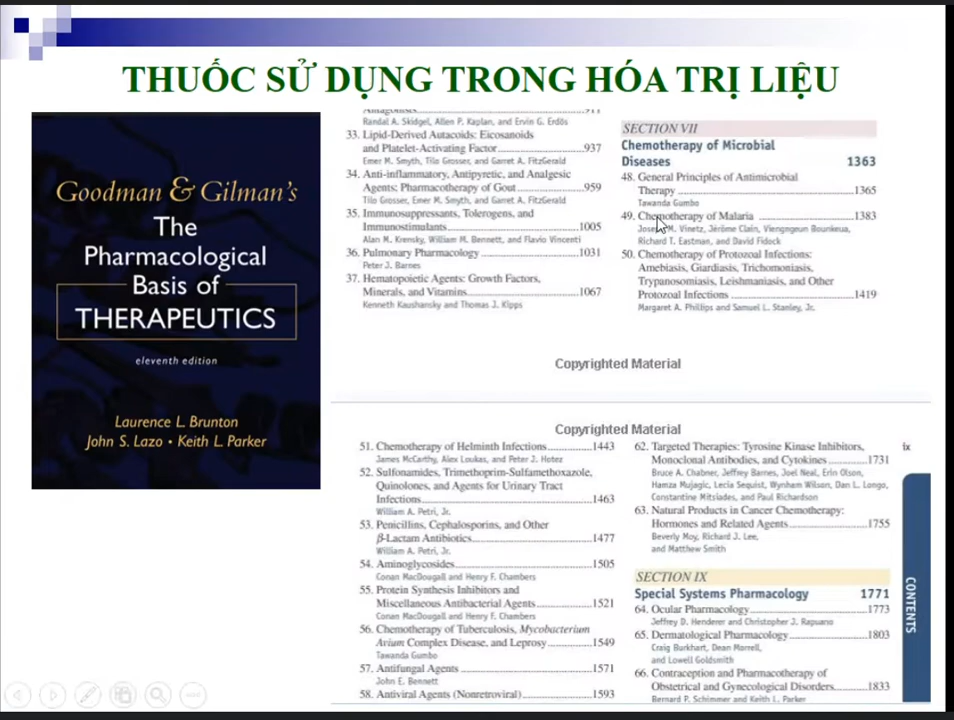 THUỐC SỬ DỤNG TRONG HÓA TRỊ LIỆU
Goodman & Gilman's
The
Pharmacological
Basis of
THERAPEUTICS
eleventh edition
Laurence L. Brunton
John S. Lazo • Keith L. Parker
Antagonists 911
Randal A. Skidgel, Allen P. Kaplan, and Ervin G. Erdös
33. Lipid-Derived Autacoids: Eicosanoids
and Platelet-Activating Factor 937
Emer M. Smyth, Tilo Grosser, and Garret A. FitzGerald
34. Anti-inflammatory, Antipyretic, and Analgesic
Agents: Pharmacotherapy of Gout 959
Tilo Grosser, Emer M. Smyth, and Garret A. FitzGerald
35. Immunosuppressants, Tolerogens, and
Immunostimulants 1005
Alan M. Krensky, William M. Bennett, and Flavio Vincenti
36. Pulmonary Pharmacology 1031
Peter J. Barnes
37. Hematopoietic Agents: Growth Factors,
Minerals, and Vitamins 1067
Kenneth Kaushansky and Thomas J. Kipps
SECTION VII
Chemotherapy of Microbial
Diseases 1363
48. General Principles of Antimicrobial
Therapy 1365
Tawanda Gumbo
49. Chemotherapy of Malaria 1383
M. Vinetz, Jérôme Clain, Viengngeun Bounkeua,
Richard T. Eastman, and David Fidock
50. Chemotherapy of Protozoal Infections:
Amebiasis, Giardiasis, Trichomoniasis,
Trypanosomiasis, Leishmaniasis, and Other
Protozoal Infections 1419
Margaret A. Phillips and Samuel L. Stanley, Jr.
Copyrighted Material
Copyrighted Material
51. Chemotherapy of Helminth Infections 1443
James McCarthy, Alex Loukas, and Peter J. Hotez
52. Sulfonamides, Trimethoprim-Sulfamethoxazole,
Quinolones, and Agents for Urinary Tract
Infections 1463
William A. Petri, Jr.
53. Penicillins, Cephalosporins, and Other
β-Lactam Antibiotics 1477
William A. Petri, Jr.
54. Aminoglycosides 1505
Conan MacDougall and Henry F. Chambers
55. Protein Synthesis Inhibitors and
Miscellaneous Antibacterial Agents 1521
Conan MacDougall and Henry F. Chambers
56. Chemotherapy of Tuberculosis, Mycobacterium
Avium Complex Disease, and Leprosy 1549
Tawanda Gumbo
57. Antifungal Agents 1571
John E. Bennett
58. Antiviral Agents (Nonretroviral) 1593
62. Targeted Therapies: Tyrosine Kinase Inhibitors,
Monoclonal Antibodies, and Cytokines 1731
Bruce A. Chabner, Jeffrey Barnes, Joel Neal, Erin Olson,
Hamza Mujagic, Lecia Sequist, Wynham Wilson, Dan L. Longo,
Constantine Mitsiades, and Paul Richardson
63. Natural Products in Cancer Chemotherapy:
Hormones and Related Agents 1755
Beverly Moy, Richard J. Lee,
and Matthew Smith
SECTION IX
Special Systems Pharmacology 1771
64. Ocular Pharmacology 1773
Jeffrey D. Henderer and Christopher J. Rapuano
65. Dermatological Pharmacology 1803
Craig Burkhart, Dean Morrell,
and Lowell Goldsmith
66. Contraception and Pharmacotherapy of
Obstetrical and Gynecological Disorders 1833
Bernard P. Schimmer and Keith L. Parker
ix
CONTENTS